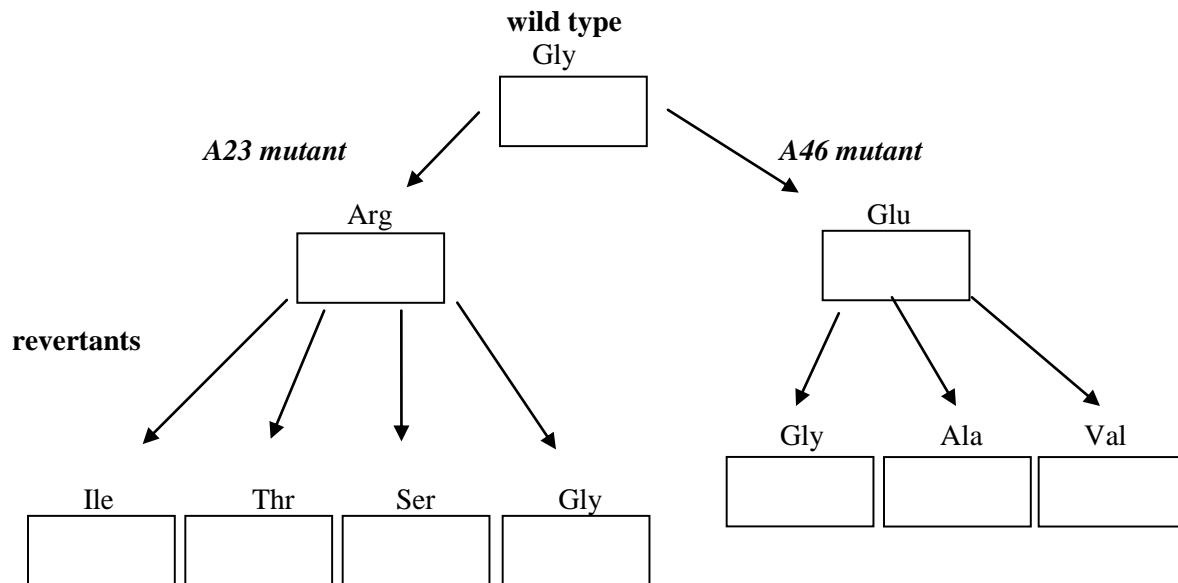 wild type
Gly
A23 mutant
A46 mutant
Arg
Glu
revertants
Gly Ala Val
Ile Thr Ser Gly